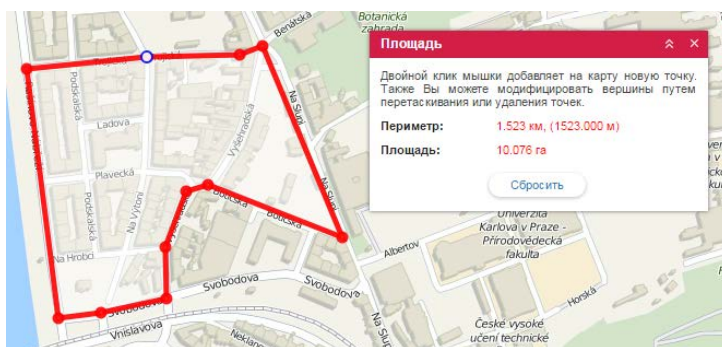 Benátská
Botanická
zahrada
Площадь
Двойной клик мышки добавляет на карту новую точку.
Также Вы можете модифицировать вершины путем
перетаскивания или удаления точек.
Периметр:
1.523 км, (1523.000 м)
Площадь:
10.076 га
Сбросить
Podskalská
Ladova
Vyšehradská
Na Slupi
Plavecká
Podskalská
Na Výtoni
Na Slupi
Botičská
Na Hrobci
Albertov
Univerzita
Karlova v Praze -
Přírodovědecká
fakulta
Svobodova
Svobodova
Horská
Vnislavova
Na Slupi
České vysoké
učení technické